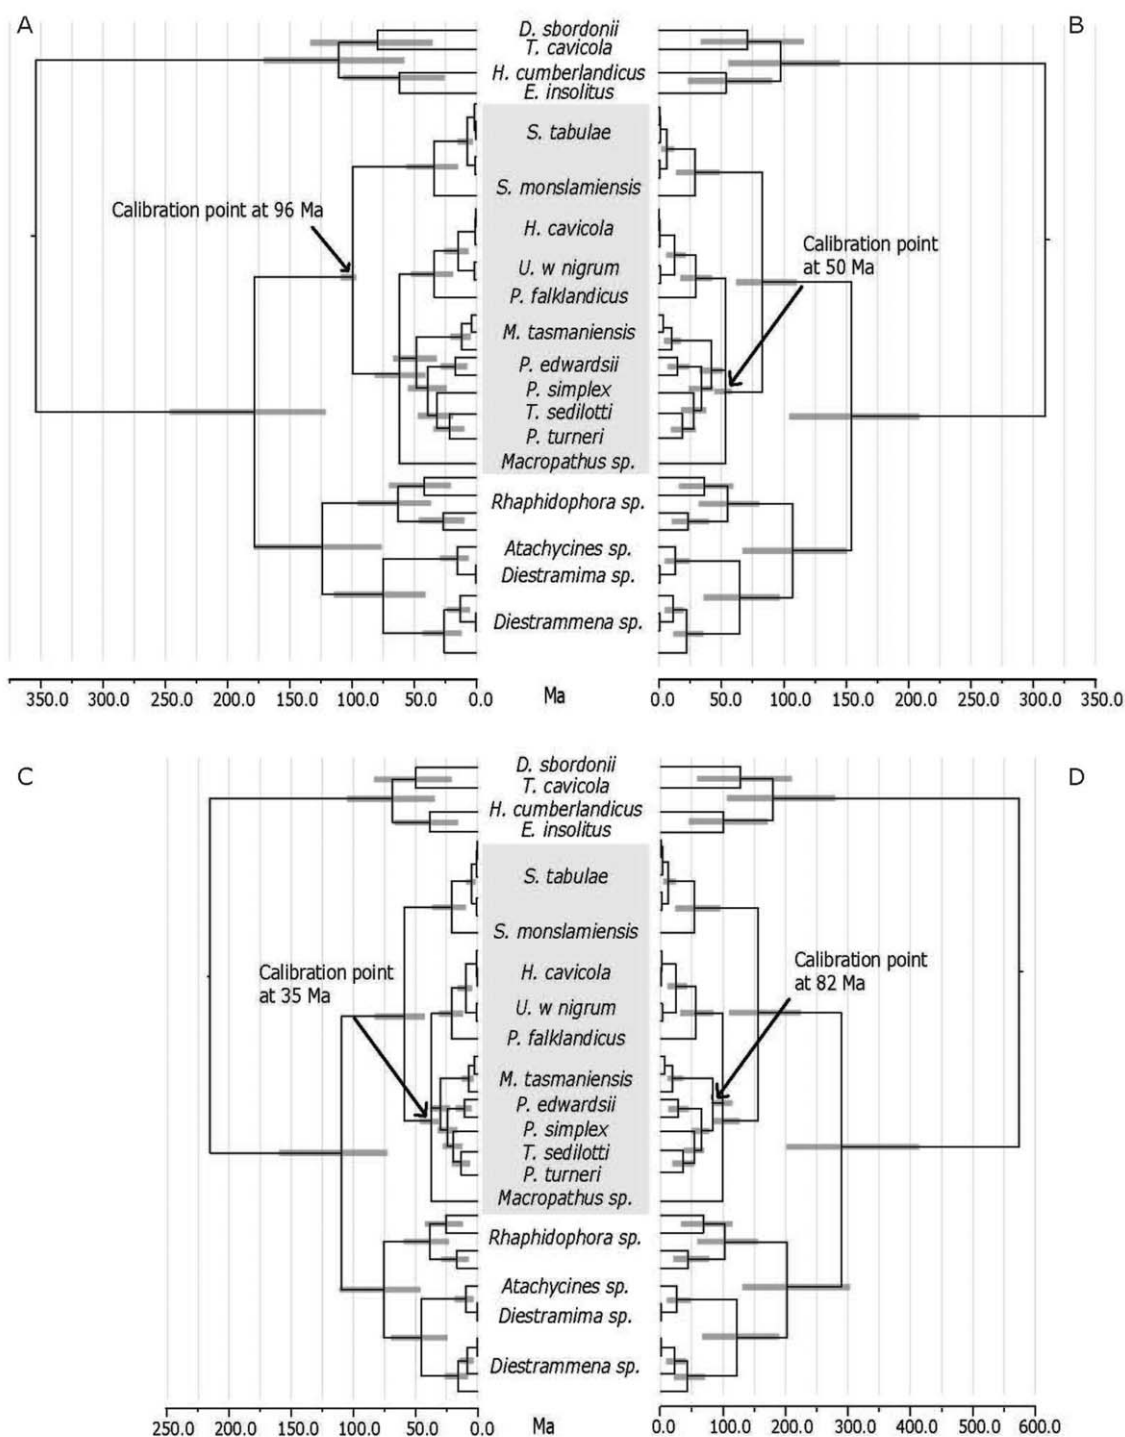 A
B
D. sbordonii
T. cavicola
H. cumberlandicus
E. insolitus
S. tabulae
S. monslamiensis
Calibration point at 96 Ma
H. cavicola
Calibration point
at 50 Ma
U. w nigrum
P. falklandicus
M. tasmaniensis
P. edwardsii
P. simplex
T. sedilotti
P. turneri
Macropathus sp.
Rhaphidophora sp.
Atachycines sp.
Diestramima sp.
Diestrammena sp.
350.0 300.0 250.0 200.0 150.0 100.0 50.0 0.0 Ma 0.0 50.0 100.0 150.0 200.0 250.0 300.0 350.0
C
D
D. sbordonii
T. cavicola
H. cumberlandicus
E. insolitus
S. tabulae
S. monslamiensis
Calibration point
at 35 Ma
Calibration point
at 82 Ma
H. cavicola
U. w nigrum
P. falklandicus
M. tasmaniensis
P. edwardsii
P. simplex
T. sedilotti
P. turneri
Macropathus sp.
Rhaphidophora sp.
Atachycines sp.
Diestramima sp.
Diestrammena sp.
250.0 200.0 150.0 100.0 50.0 0.0 Ma 0.0 100.0 200.0 300.0 400.0 500.0 600.0